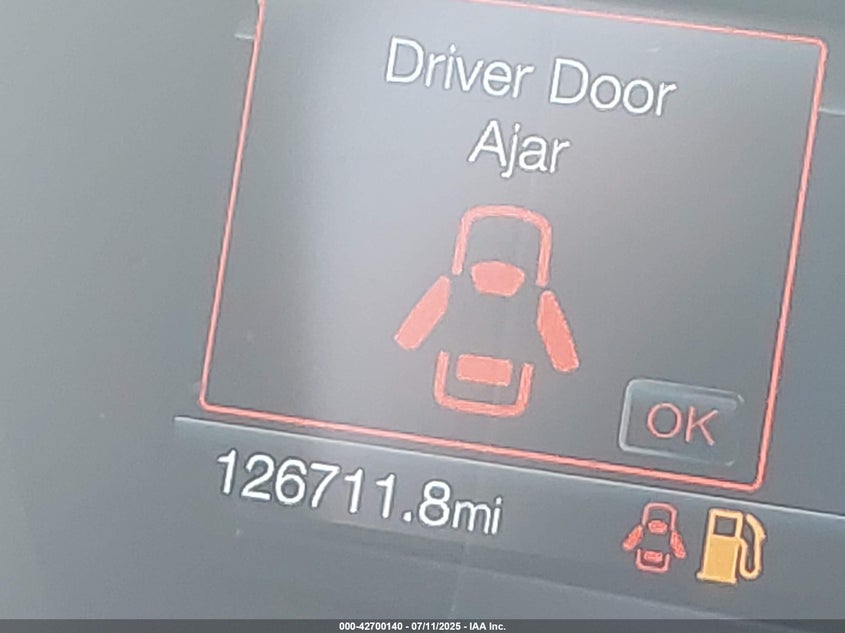 Driver Door
Ajar
OK
126711.8mi
000-42700140 - 07/11/2025 - IAA Inc.